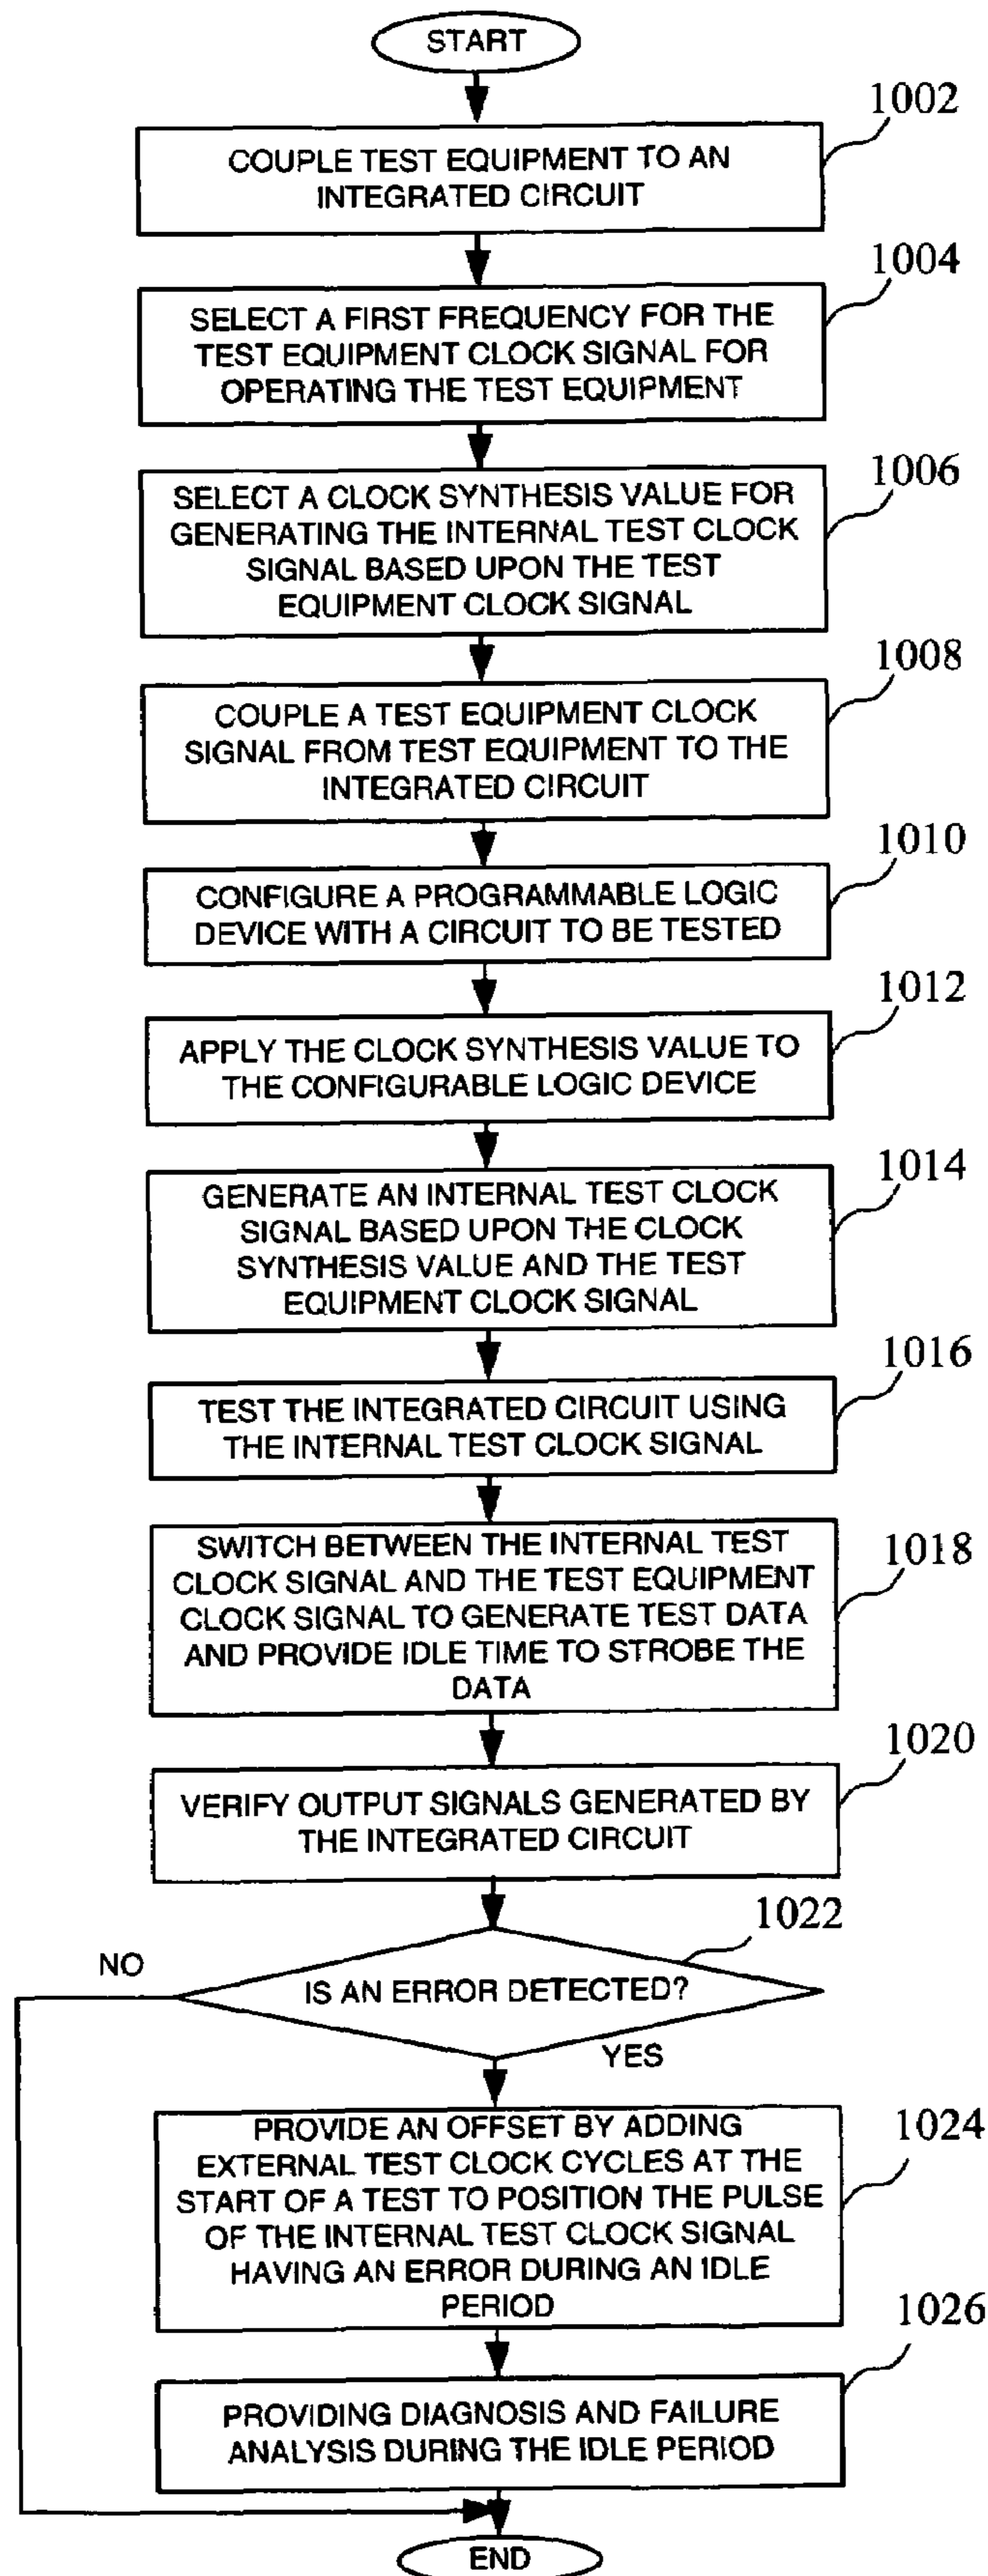 START
1002
COUPLE TEST EQUIPMENT TO AN
INTEGRATED CIRCUIT
1004
SELECT A FIRST FREQUENCY FOR THE
TEST EQUIPMENT CLOCK SIGNAL FOR
OPERATING THE TEST EQUIPMENT
1006
SELECT A CLOCK SYNTHESIS VALUE FOR
GENERATING THE INTERNAL TEST CLOCK
SIGNAL BASED UPON THE TEST
EQUIPMENT CLOCK SIGNAL
1008
COUPLE A TEST EQUIPMENT CLOCK
SIGNAL FROM TEST EQUIPMENT TO THE
INTEGRATED CIRCUIT
1010
CONFIGURE A PROGRAMMABLE LOGIC
DEVICE WITH A CIRCUIT TO BE TESTED
1012
APPLY THE CLOCK SYNTHESIS VALUE TO
THE CONFIGURABLE LOGIC DEVICE
1014
GENERATE AN INTERNAL TEST CLOCK
SIGNAL BASED UPON THE CLOCK
SYNTHESIS VALUE AND THE TEST
EQUIPMENT CLOCK SIGNAL
1016
TEST THE INTEGRATED CIRCUIT USING
THE INTERNAL TEST CLOCK SIGNAL
1018
SWITCH BETWEEN THE INTERNAL TEST
CLOCK SIGNAL AND THE TEST EQUIPMENT
CLOCK SIGNAL TO GENERATE TEST DATA
AND PROVIDE IDLE TIME TO STROBE THE
DATA
1020
VERIFY OUTPUT SIGNALS GENERATED BY
THE INTEGRATED CIRCUIT
1022
NO
IS AN ERROR DETECTED?
YES
1024
PROVIDE AN OFFSET BY ADDING
EXTERNAL TEST CLOCK CYCLES AT THE
START OF A TEST TO POSITION THE PULSE
OF THE INTERNAL TEST CLOCK SIGNAL
HAVING AN ERROR DURING AN IDLE
PERIOD
1026
PROVIDING DIAGNOSIS AND FAILURE
ANALYSIS DURING THE IDLE PERIOD
END